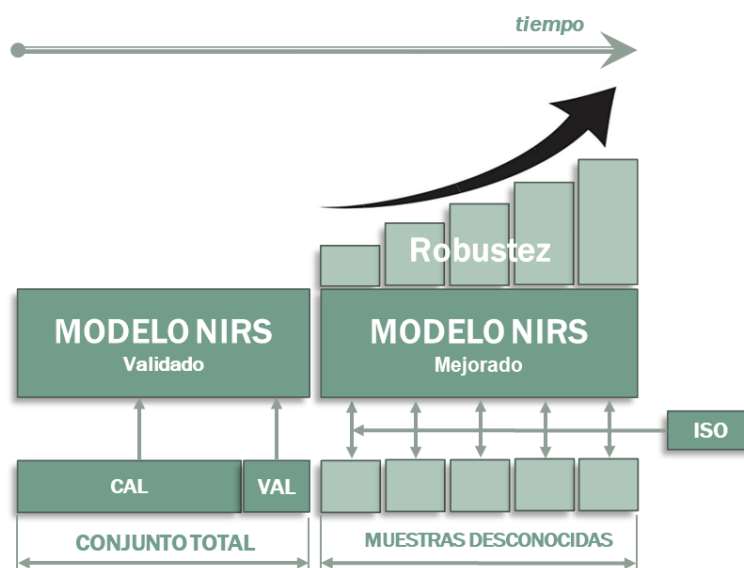 tiempo
Robustez
MODELO NIRS
Validado
MODELO NIRS
Mejorado
ISO
CAL
VAL
CONJUNTO TOTAL
MUESTRAS DESCONOCIDAS